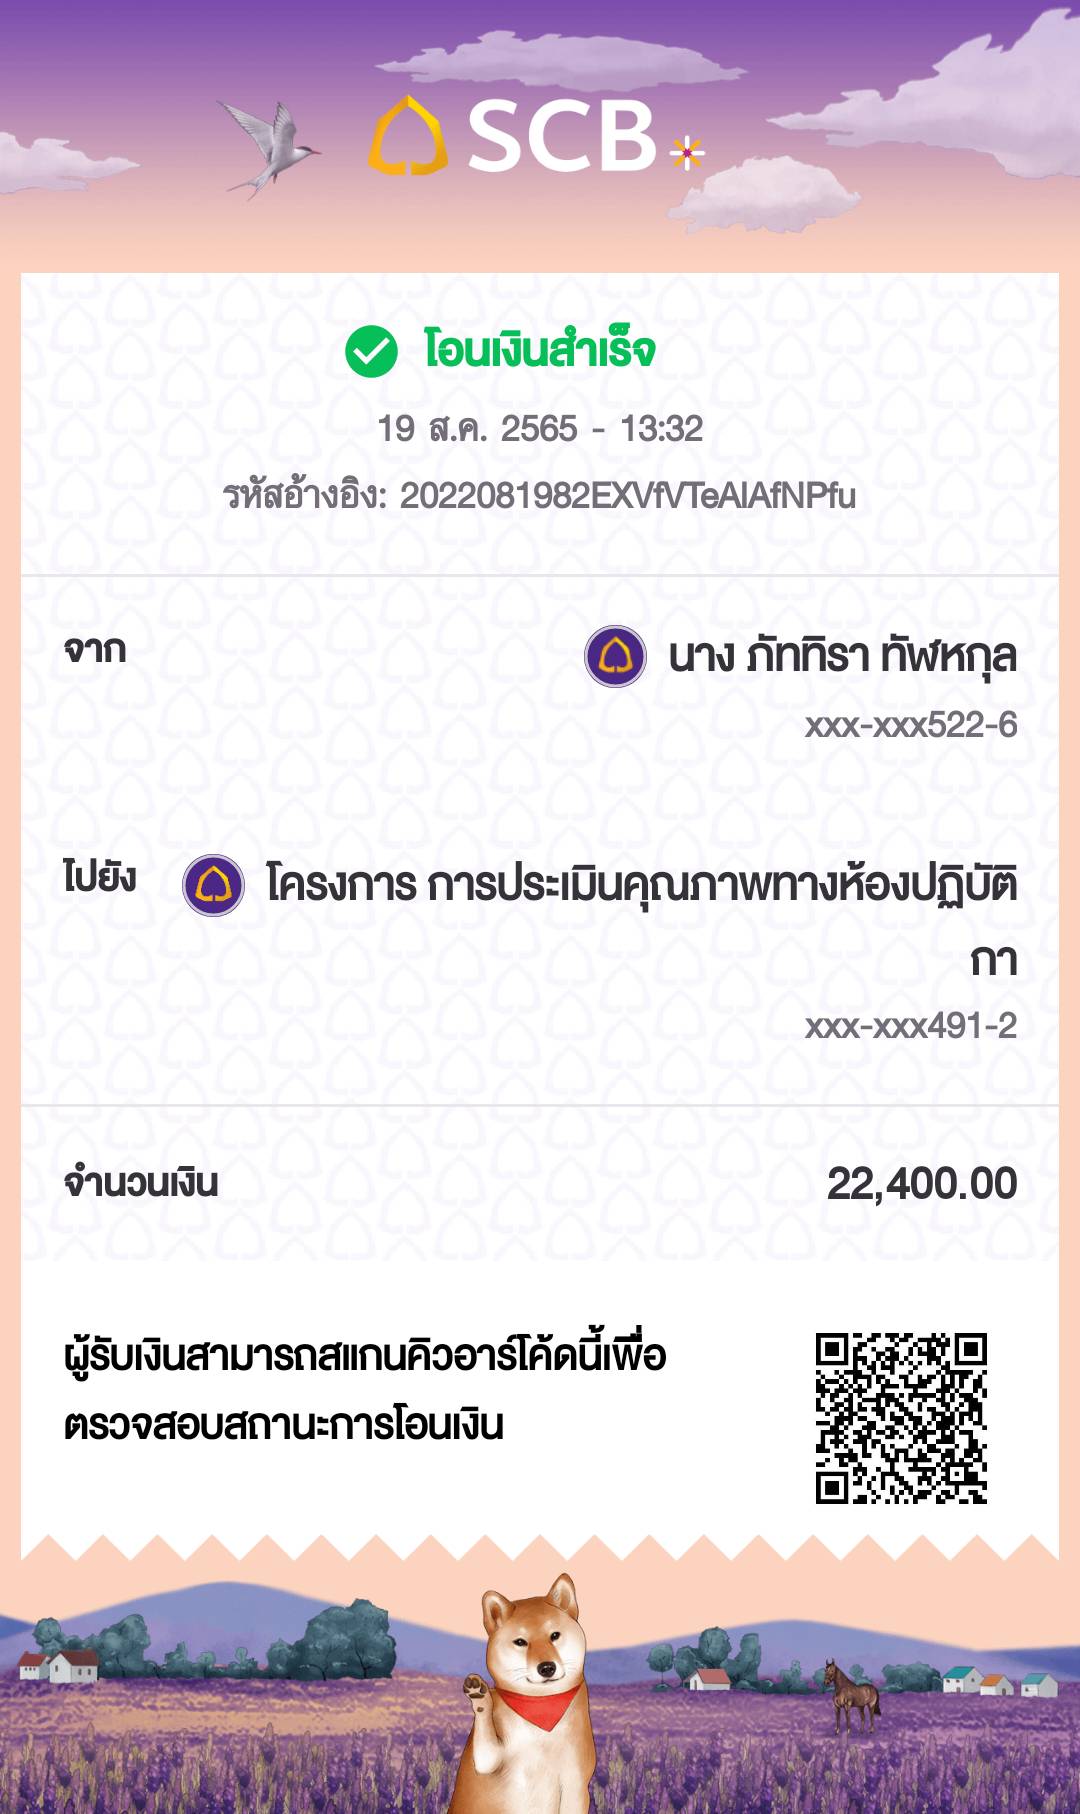 SCB
โอนเงินสำเร็จ
19 ส.ค. 2565 - 13:32
รหัสอ้างอิง: 2022081982EXVfVTeAIAfNPfu
จาก
นาง ภัททิรา ทัฬหกุล
xxx-xxx522-6
ไปยัง
โครงการ การประเมินคุณภาพทางห้องปฏิบัติ
กา
xxx-xxx491-2
จำนวนเงิน 22,400.00
ผู้รับเงินสามารถสแกนคิวอาร์โค้ดนี้เพื่อ
ตรวจสอบสถานะการโอนเงิน